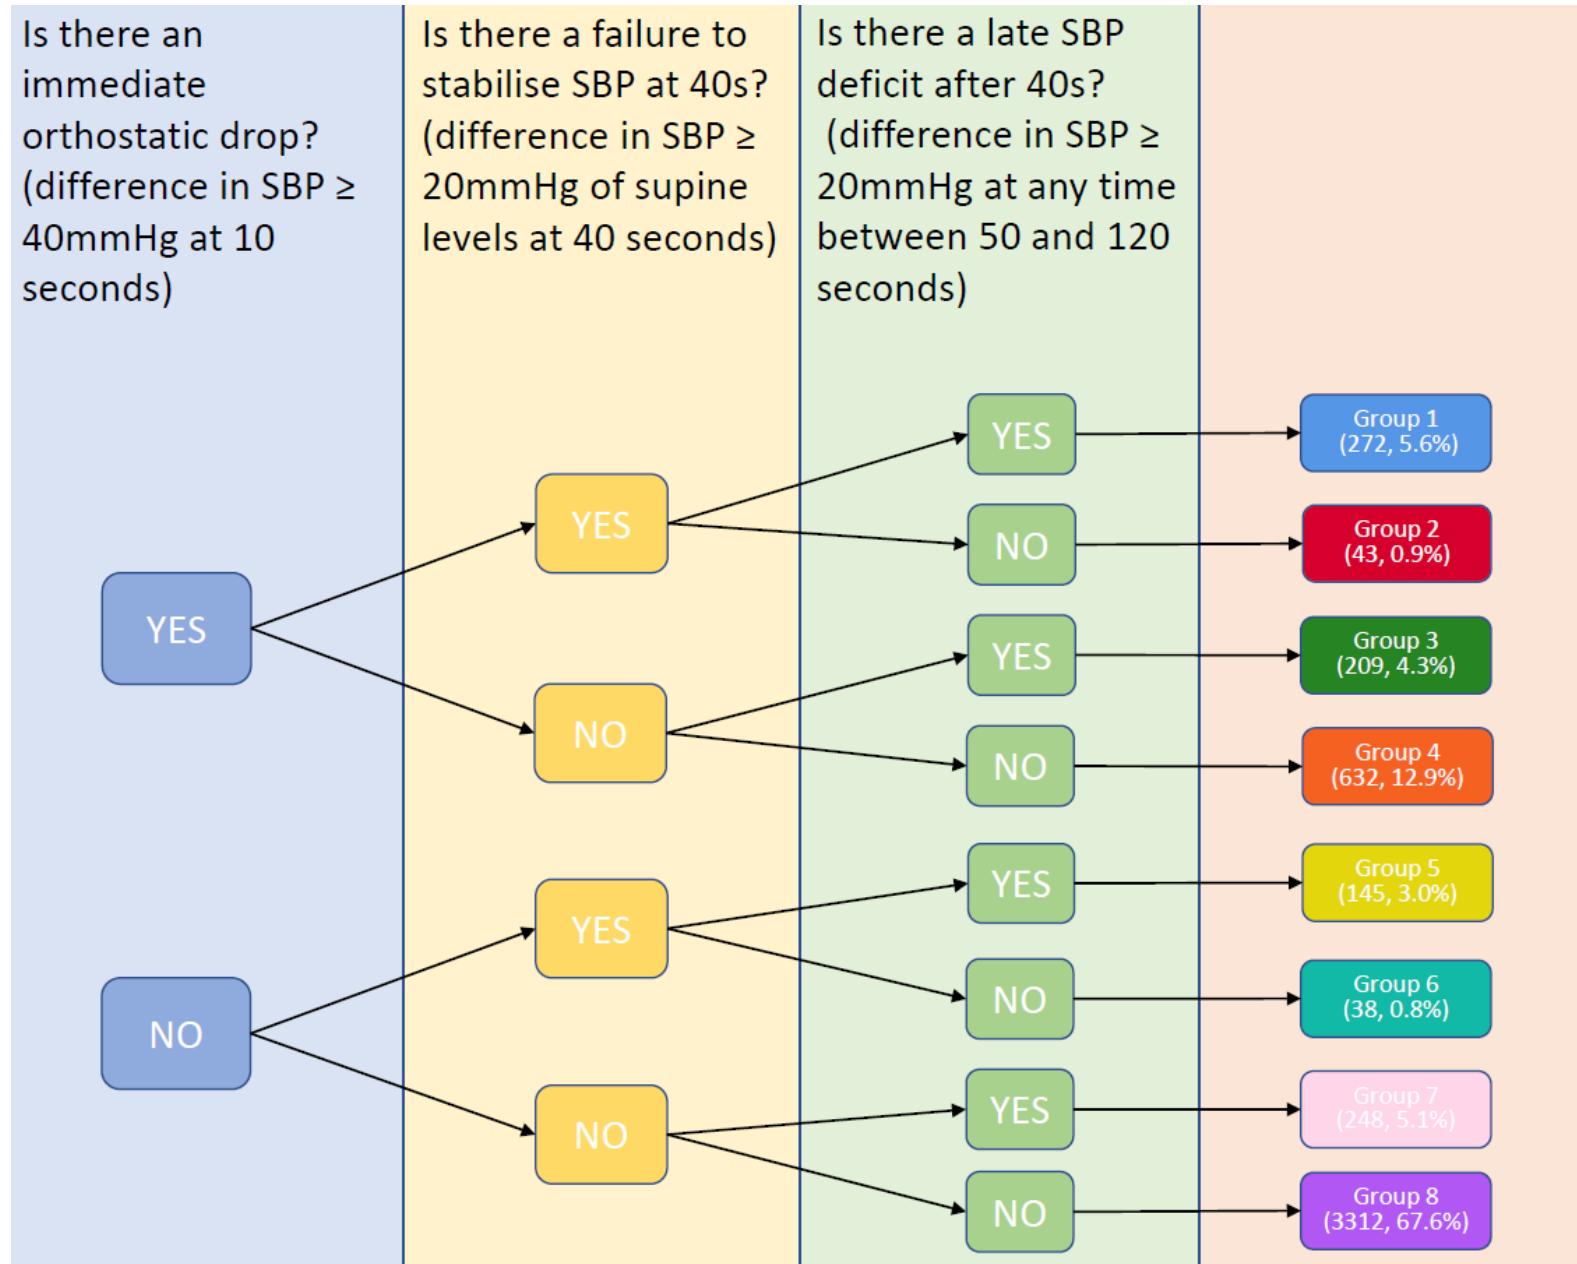 Is there an
immediate
orthostatic drop?
(difference in SBP ≥
40mmHg at 10
seconds)
Is there a failure to
stabilise SBP at 40s?
(difference in SBP ≥
20mmHg of supine
levels at 40 seconds)
Is there a late SBP
deficit after 40s?
(difference in SBP ≥
20mmHg at any time
between 50 and 120
seconds)
YES
NO
YES
NO
YES
NO
YES
NO
YES
NO
YES
NO
YES
NO
Group 1
(272, 5.6%)
Group 2
(43, 0.9%)
Group 3
(209, 4.3%)
Group 4
(632, 12.9%)
Group 5
(145, 3.0%)
Group 6
(38, 0.8%)
Group 7
(248, 5.1%)
Group 8
(3312, 67.6%)